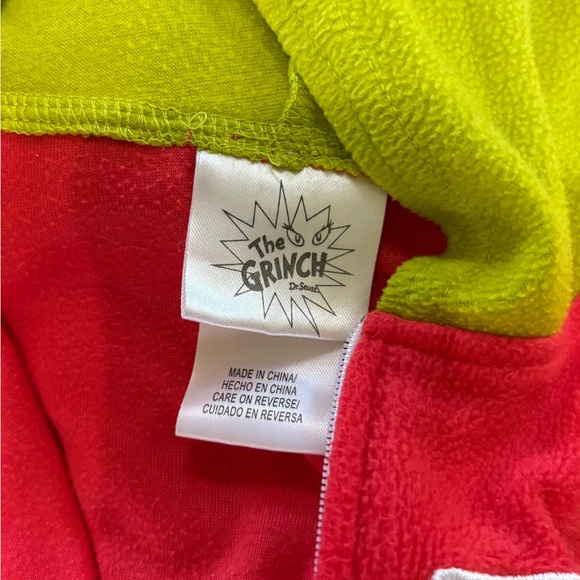 The
GRINCH
Dr. Seuss
MADE IN CHINA/
HECHO EN CHINA
CARE ON REVERSE/
CUIDADO EN REVERSA